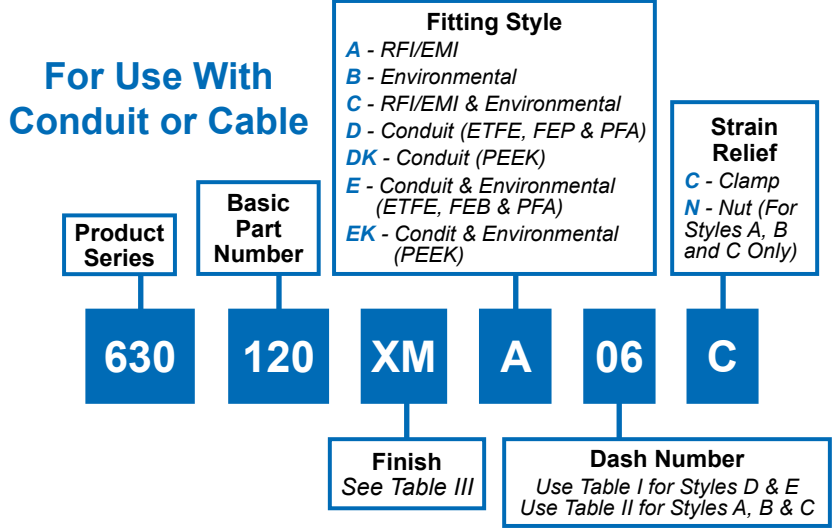 For Use With
Conduit or Cable
Fitting Style
A - RFI/EMI
B - Environmental
C - RFI/EMI & Environmental
D - Conduit (ETFE, FEP & PFA)
DK - Conduit (PEEK)
E - Conduit & Environmental
(ETFE, FEB & PFA)
EK - Condit & Environmental
(PEEK)
Strain
Relief
C - Clamp
N - Nut (For
Styles A, B
and C Only)
Product
Series
Basic
Part
Number
630
120
XM
A
06
C
Finish
See Table III
Dash Number
Use Table I for Styles D & E
Use Table II for Styles A, B & C